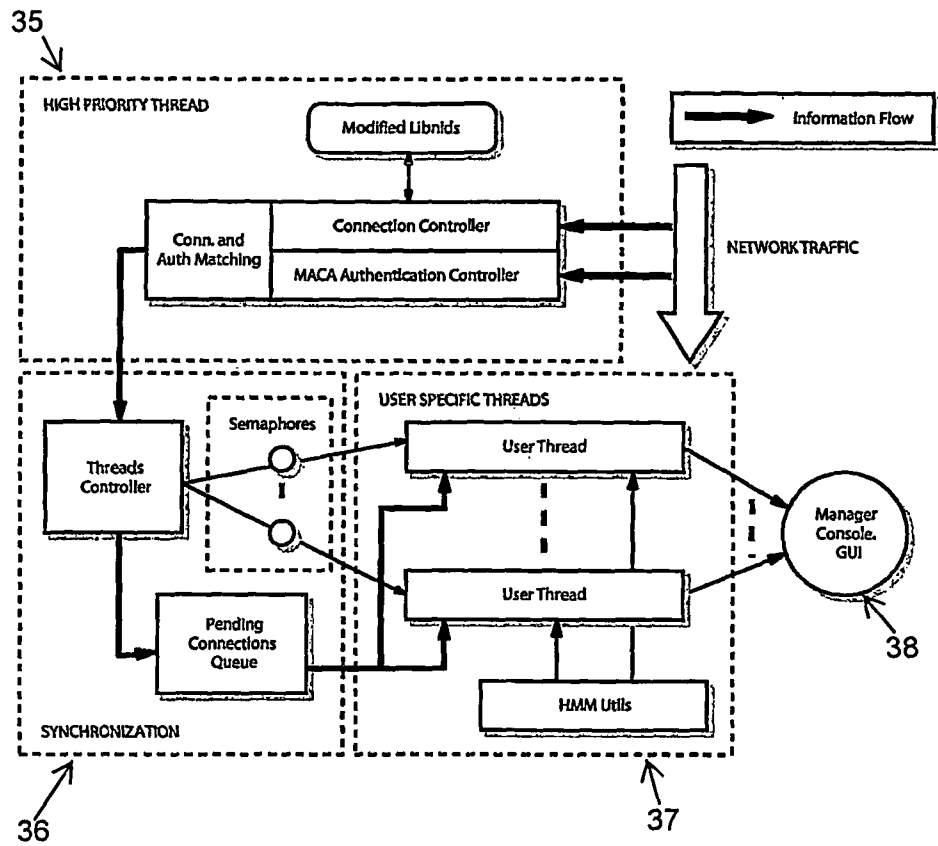 35
HIGH PRIORITY THREAD
Modified Libnids
Information Flow
Conn. and
Auth Matching
Connection Controller
MACA Authentication Controller
NETWORK TRAFFIC
USER SPECIFIC THREADS
Semaphores
User Thread
Threads
Controller
Manager
Console.
GUI
User Thread
Pending
Connections
Queue
38
HMM Utils
SYNCHRONIZATION
36
37